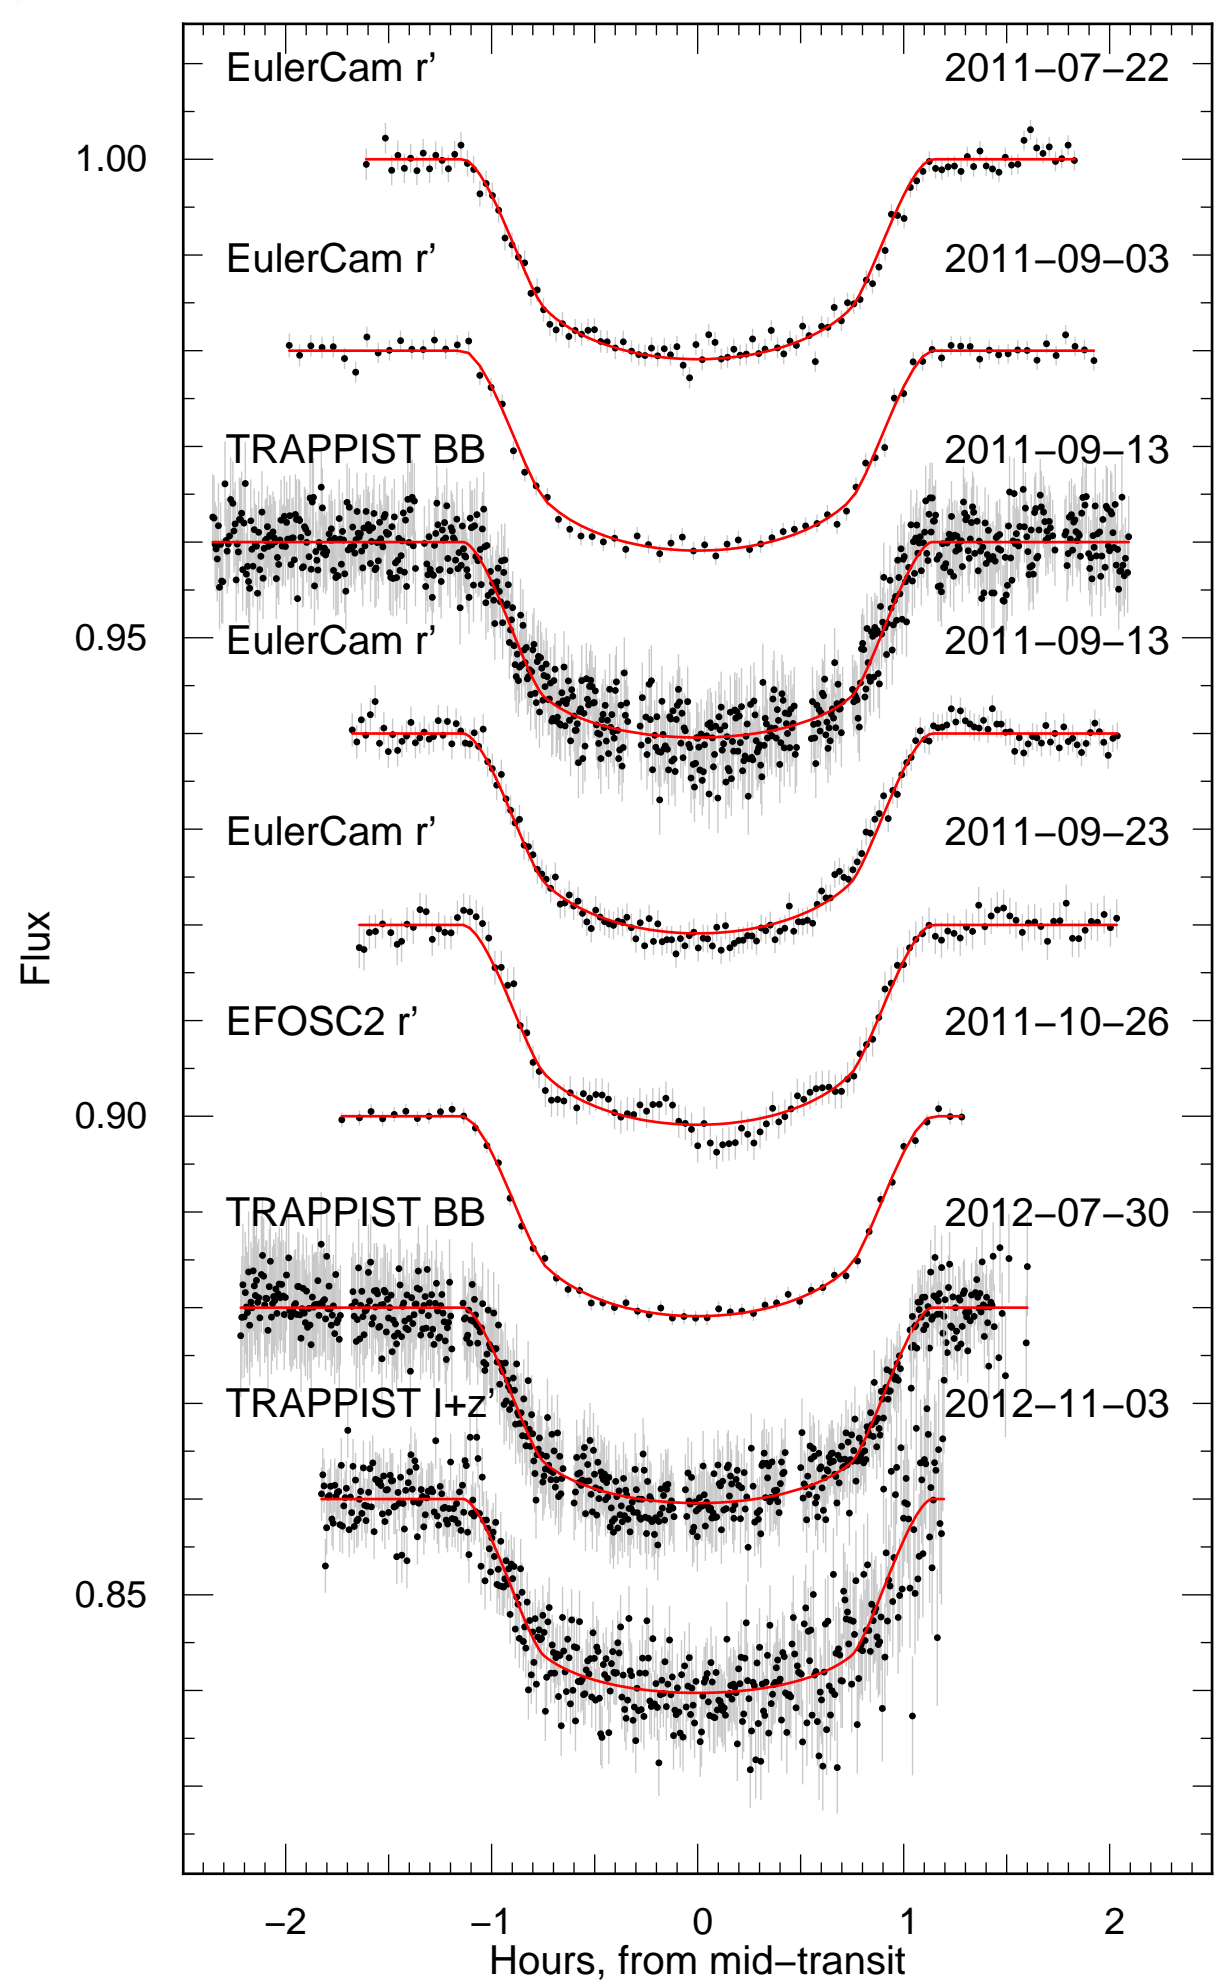 EulerCam r’ 2011−07−22
1.00
EulerCam r’ 2011−09−03
TRAPPIST BB 2011−09−13
0.95
EulerCam r’ 2011−09−13
EulerCam r’ 2011−09−23
Flux
EFOSC2 r’ 2011−10−26
0.90
TRAPPIST BB 2012−07−30
TRAPPIST I+z’ 2012−11−03
0.85
−2 −1 0 1 2
Hours, from mid−transit